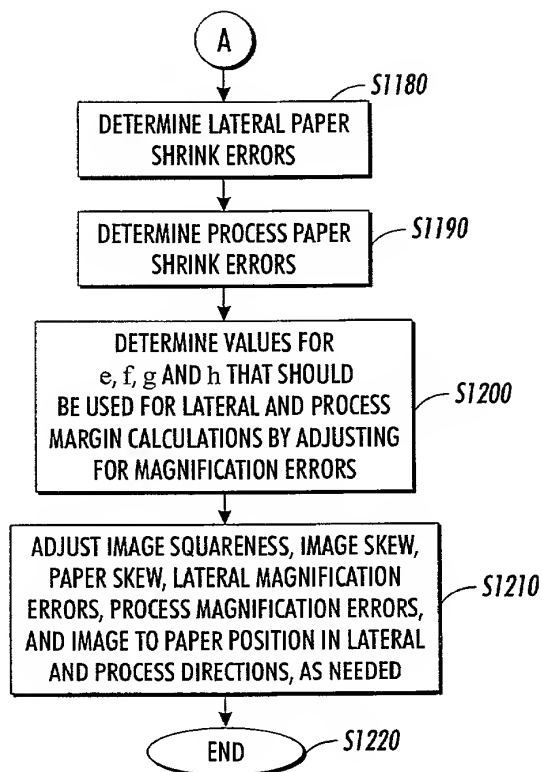 A
S1180
DETERMINE LATERAL PAPER
SHRINK ERRORS
S1190
DETERMINE PROCESS PAPER
SHRINK ERRORS
S1200
DETERMINE VALUES FOR
e, f, g AND h THAT SHOULD
BE USED FOR LATERAL AND PROCESS
MARGIN CALCULATIONS BY ADJUSTING
FOR MAGNIFICATION ERRORS
S1210
ADJUST IMAGE SQUARENESS, IMAGE SKEW,
PAPER SKEW, LATERAL MAGNIFICATION
ERRORS, PROCESS MAGNIFICATION ERRORS,
AND IMAGE TO PAPER POSITION IN LATERAL
AND PROCESS DIRECTIONS, AS NEEDED
S1220
END